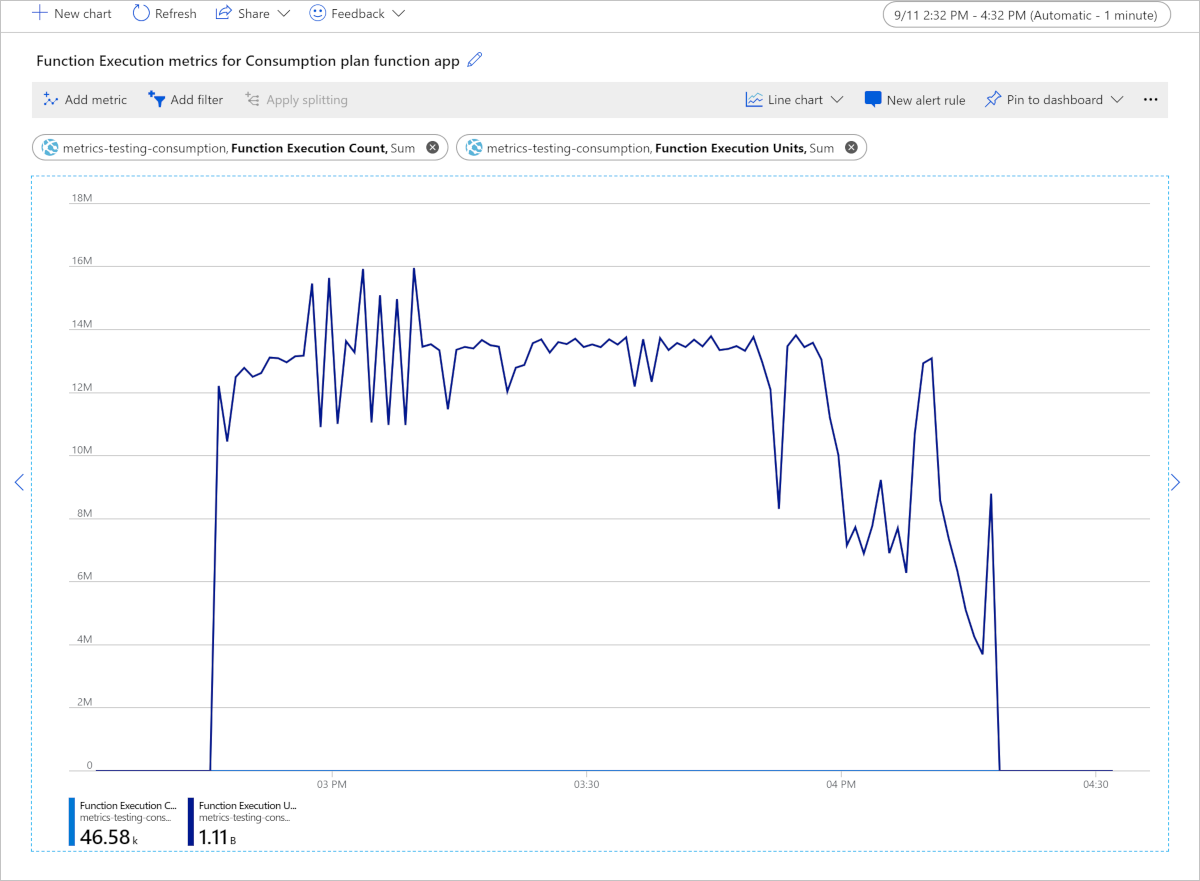 New chart Refresh Share Feedback 9/11 2:32 PM - 4:32 PM (Automatic - 1 minute)
Function Execution metrics for Consumption plan function app
Add metric Add filter Apply splitting Line chart New alert rule Pin to dashboard
metrics-testing-consumption, Function Execution Count, Sum metrics-testing-consumption, Function Execution Units, Sum
18M
16M
14M
12M
10M
8M
6M
4M
2M
0
03 PM 03:30 04 PM 04:30
Function Execution C... Function Execution U...
metrics-testing-cons... metrics-testing-cons...
46.58 k 1.11 B